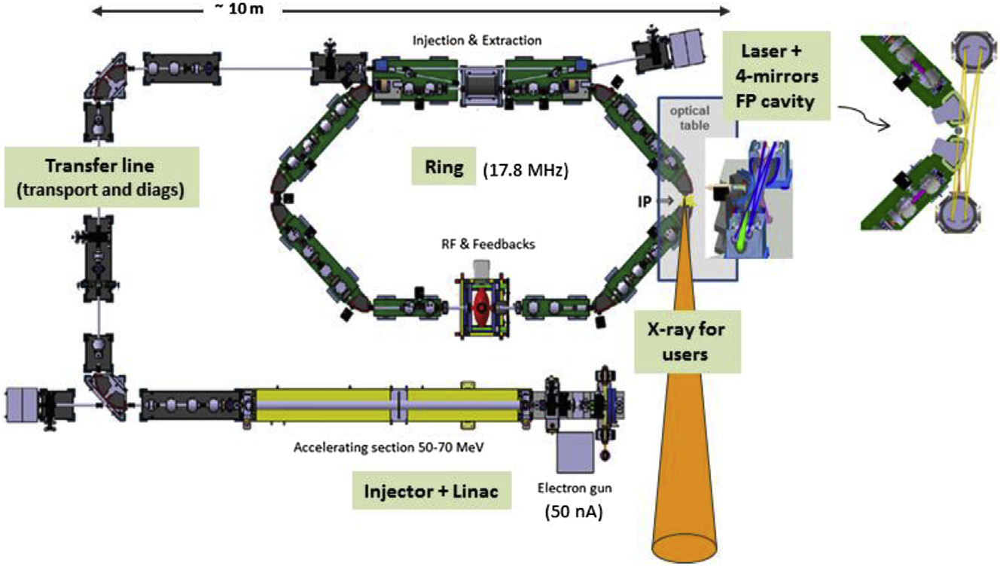 ~ 10 m
Injection & Extraction
Laser +
4-mirrors
FP cavity
optical
table
Transfer line
(transport and diags)
Ring (17.8 MHz)
IP
RF & Feedbacks
X-ray for
users
Accelerating section 50-70 MeV
Injector + Linac
Electron gun
(50 nA)